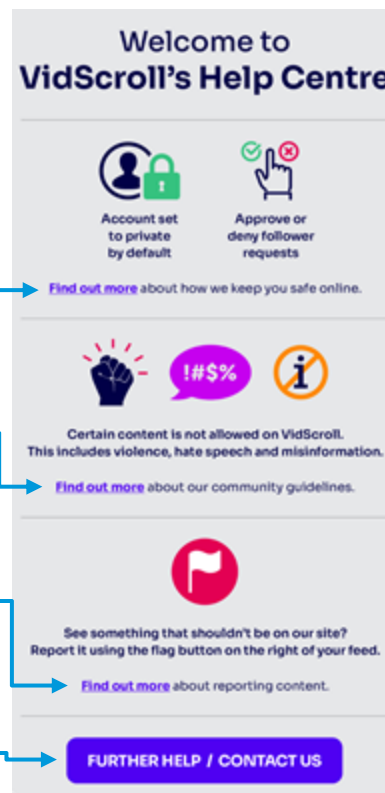 Welcome to
VidScroll's Help Centre
Account set
to private
by default
Approve or
deny follower
requests
Find out more about how we keep you safe online.
!#$%
i
Certain content is not allowed on VidScroll.
This includes violence, hate speech and misinformation.
Find out more about our community guidelines.
See something that shouldn't be on our site?
Report it using the flag button on the right of your feed.
Find out more about reporting content.
FURTHER HELP / CONTACT US